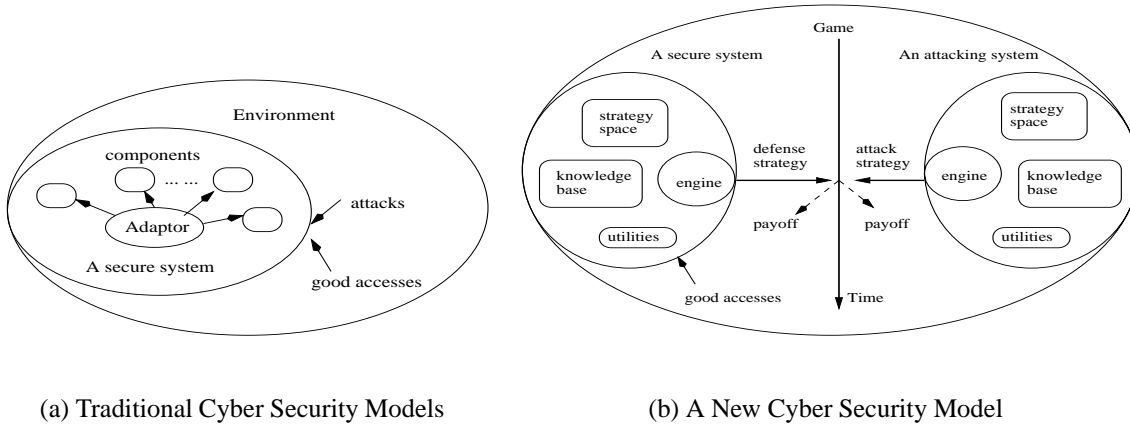 Environment
components
... ...
Adaptor
A secure system
attacks
good accesses
(a) Traditional Cyber Security Models
Game
A secure system
An attacking system
strategy
space
knowledge
base
engine
utilities
defense
strategy
attack
strategy
payoff
payoff
good accesses
Time
strategy
space
engine
knowledge
base
utilities
(b) A New Cyber Security Model